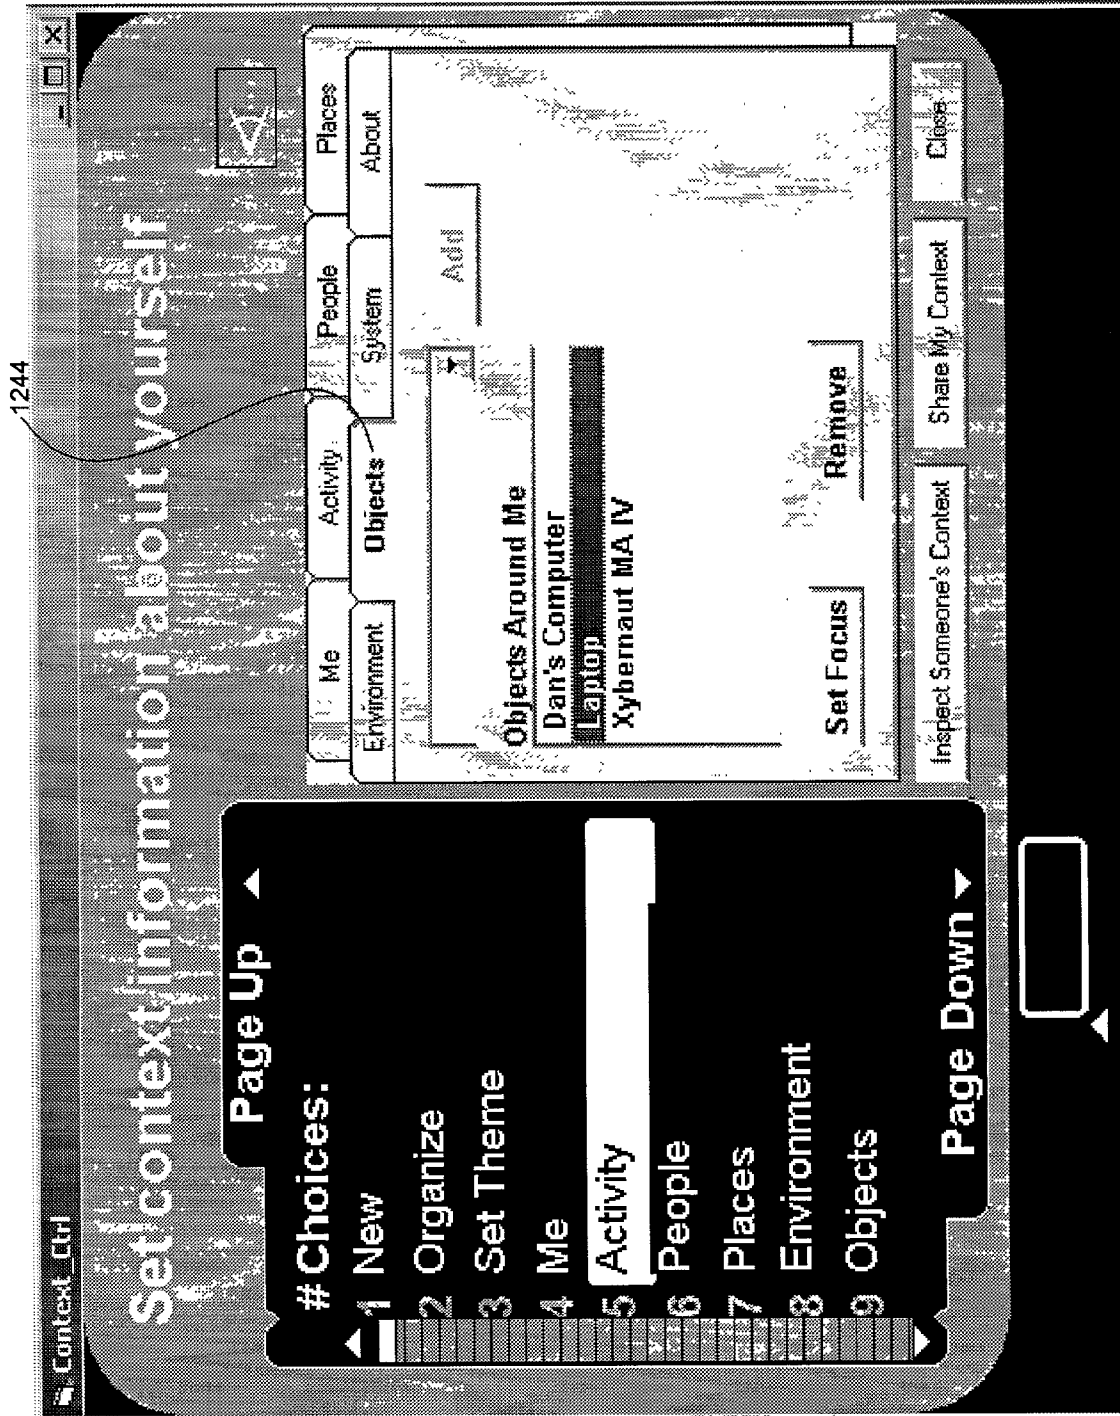 1244
Context_Ctrl
Set context information about yourself
Page Up
# Choices:
1 New
2 Organize
3 Set Theme
4 Me
5 Activity
6 People
7 Places
8 Environment
9 Objects
Page Down
Me Activity People Places
Environment Objects System About
Add
Objects Around Me
Dan's Computer
Laptop
Xybernaut MA IV
Set Focus Remove
Inspect Someone's Context Share My Context Close